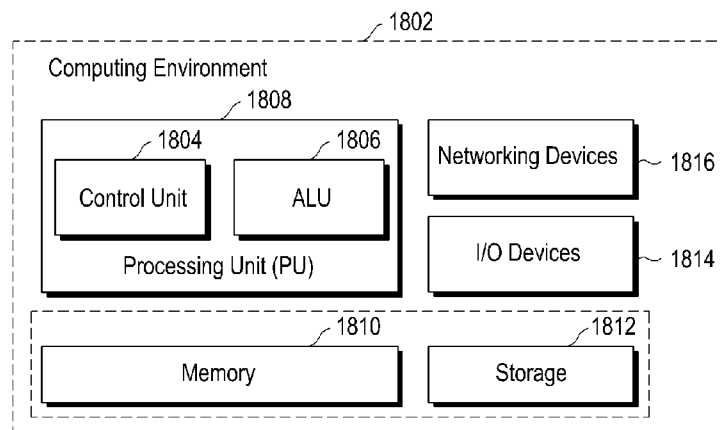 1802
Computing Environment
1808
1804
1806
Control Unit
ALU
Processing Unit (PU)
Networking Devices
1816
I/O Devices
1814
1810
1812
Memory
Storage